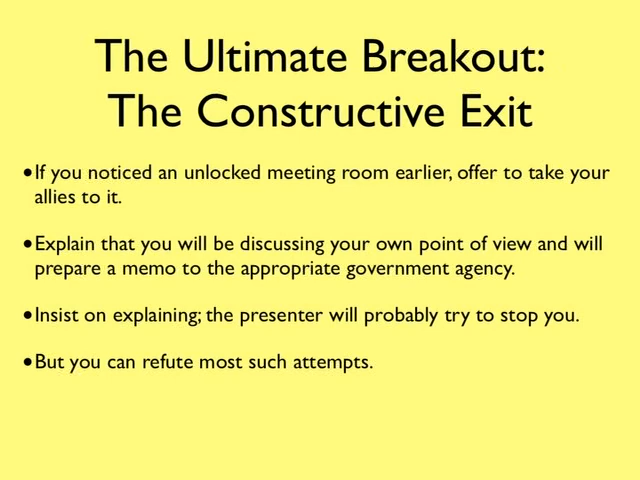 The Ultimate Breakout:
The Constructive Exit
•If you noticed an unlocked meeting room earlier, offer to take your
allies to it.
•Explain that you will be discussing your own point of view and will
prepare a memo to the appropriate government agency.
•Insist on explaining; the presenter will probably try to stop you.
•But you can refute most such attempts.